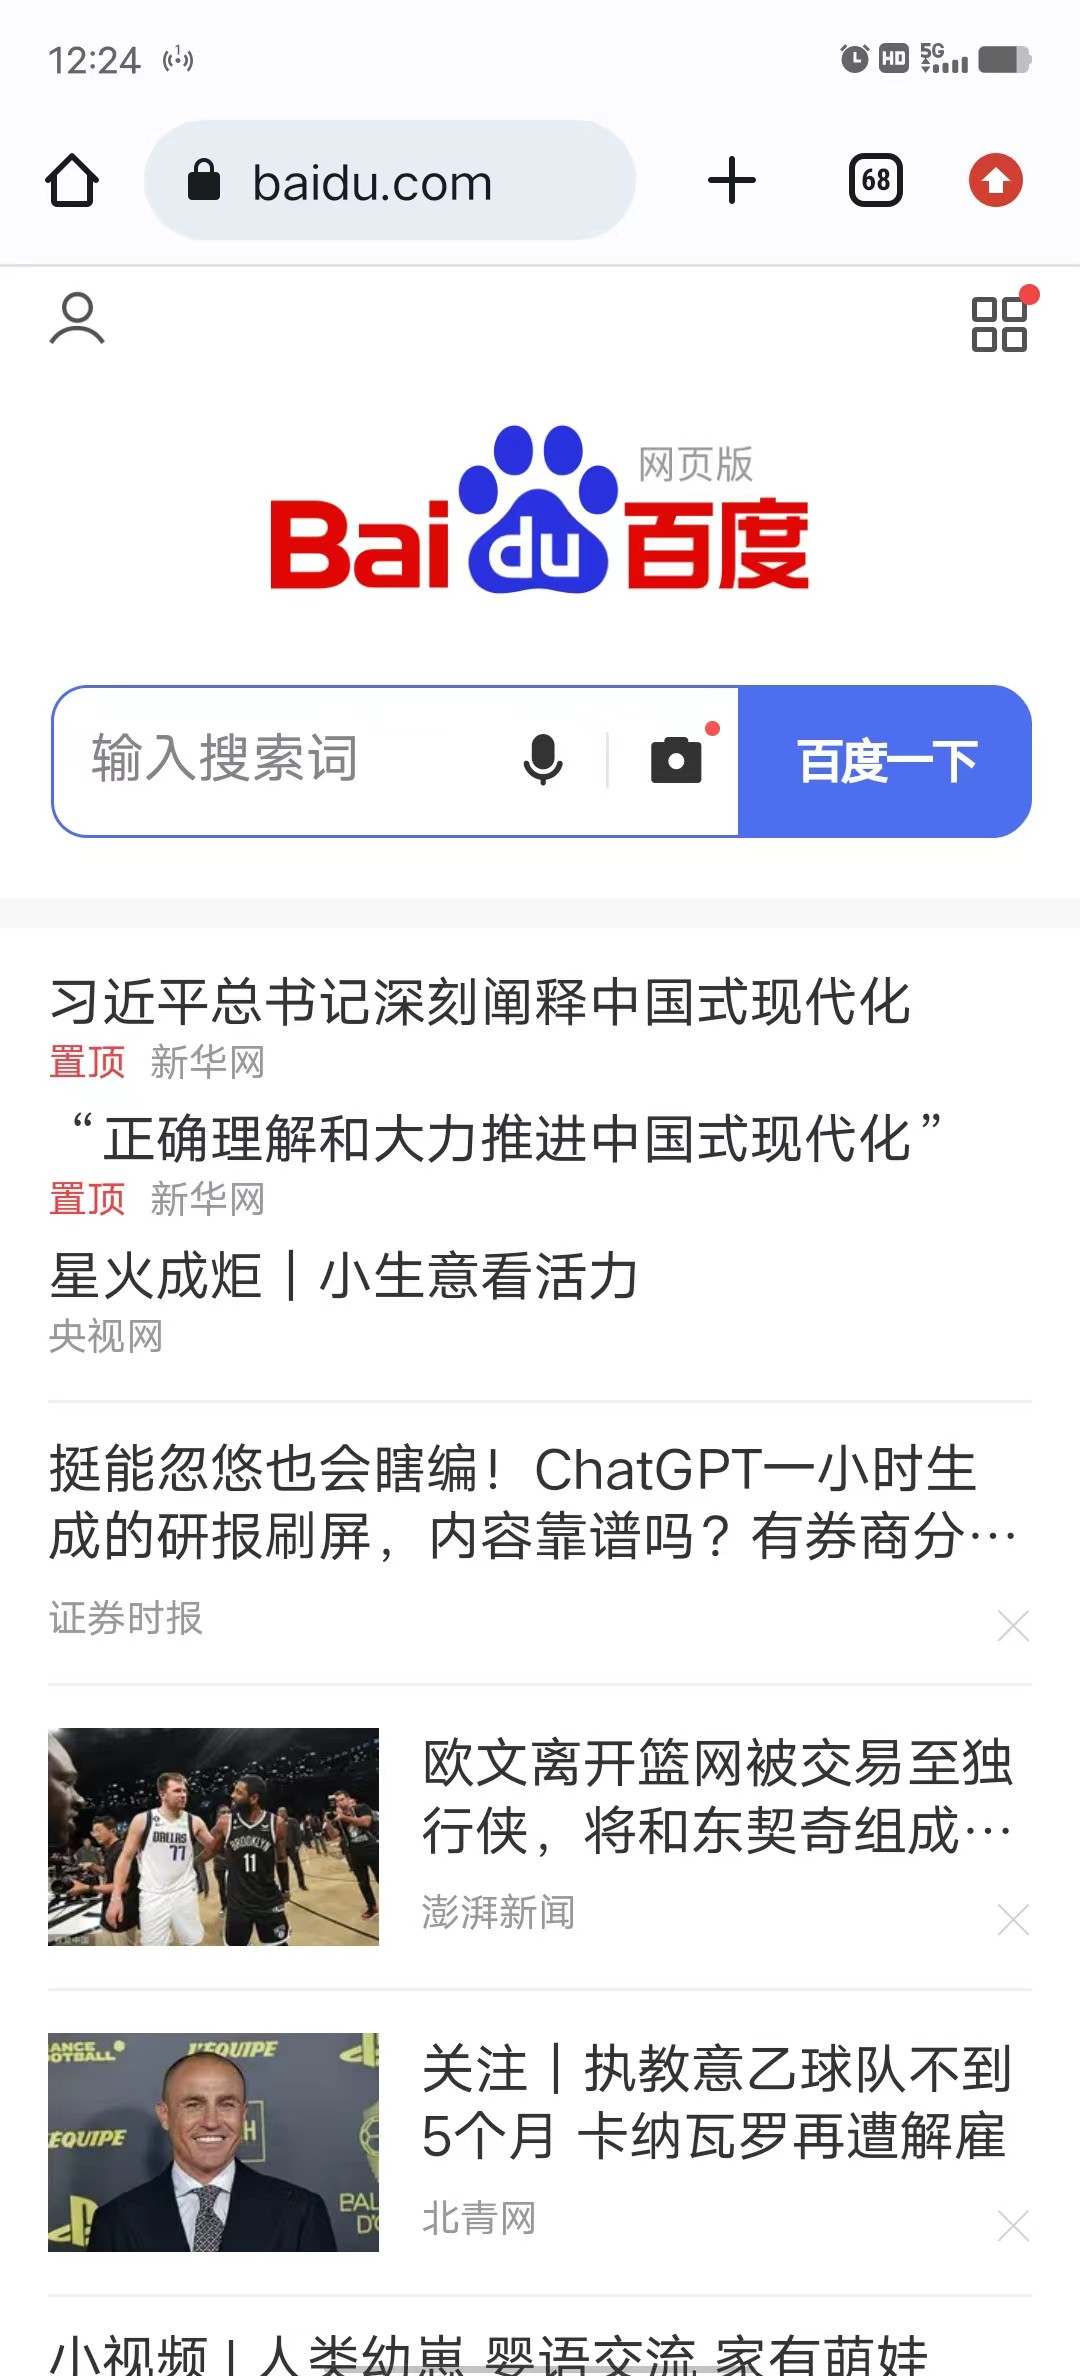 12:24
HD 5G
baidu.com
68
网页版
Bai du 百度
输入搜索词
百度一下
习近平总书记深刻阐释中国式现代化
置顶 新华网
“正确理解和大力推进中国式现代化”
置顶 新华网
星火成炬｜小生意看活力
央视网
挺能忽悠也会瞎编！ChatGPT一小时生
成的研报刷屏，内容靠谱吗？有券商分…
证券时报
DALLAS
77
BROOKLYN
11
欧文离开篮网被交易至独
行侠，将和东契奇组成…
澎湃新闻
ANCE
OOTBALL
L'EQUIPE
EQUIPE
H
BAL
D'O
关注｜执教意乙球队不到
5个月 卡纳瓦罗再遭解雇
北青网
小视频 | 人类幼崽 婴语交流 家有萌娃